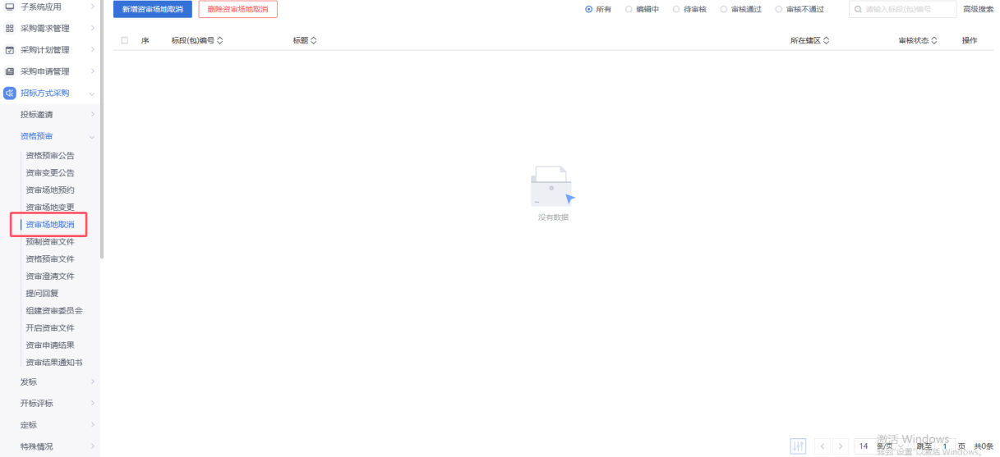 子系统应用
采购需求管理
采购计划管理
采购申请管理
招标方式采购
投标邀请
资格预审
资格预审公告
资审变更公告
资审场地预约
资审场地变更
资审场地取消
预制资审文件
资格预审文件
资审澄清文件
提问回复
组建资审委员会
开启资审文件
资审申请结果
资审结果通知书
发标
开标评标
定标
特殊情况
新增资审场地取消 删除资审场地取消 所有 编辑中 待审核 审核通过 审核不通过 请输入标段(包)编号 高级搜索
序 标段(包)编号 标题 所在辖区 审核状态 操作
没有数据
激活 Windows
14 条/页 跳至 1 页 共0条
转到"设置"以激活 Windows。